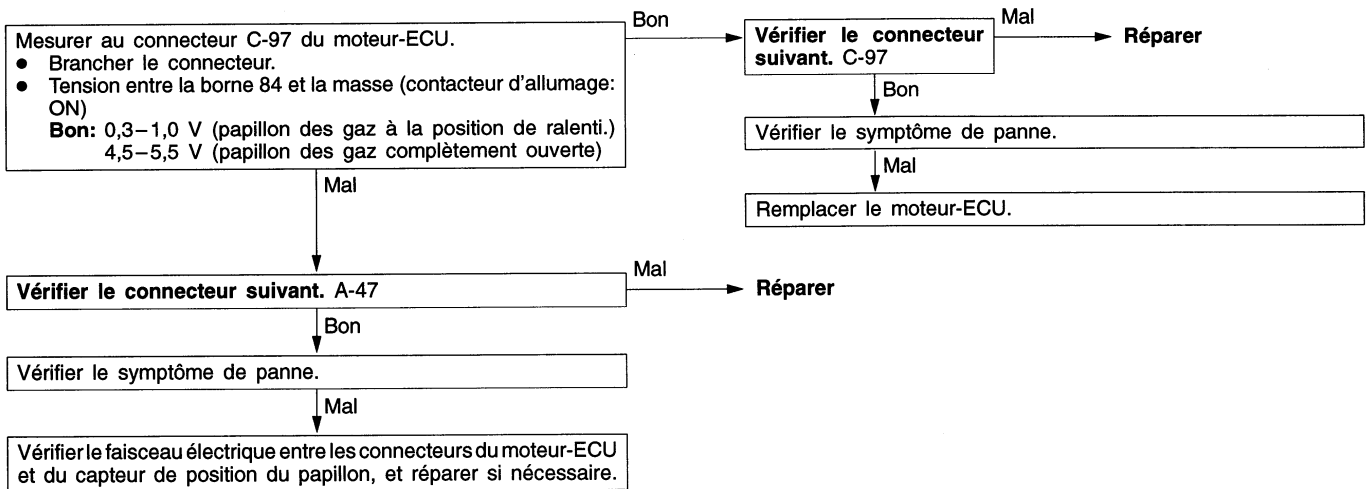 Mesurer au connecteur C-97 du moteur-ECU.
● Brancher le connecteur.
● Tension entre la borne 84 et la masse (contacteur d'allumage:
ON)
Bon: 0,3–1,0 V (papillon des gaz à la position de ralenti.)
4,5–5,5 V (papillon des gaz complètement ouverte)
Bon
Vérifier le connecteur
suivant. C-97
Mal
Réparer
Bon
Vérifier le symptôme de panne.
Mal
Remplacer le moteur-ECU.
Mal
Vérifier le connecteur suivant. A-47
Mal
Réparer
Bon
Vérifier le symptôme de panne.
Mal
Vérifier le faisceau électrique entre les connecteurs du moteur-ECU
et du capteur de position du papillon, et réparer si nécessaire.